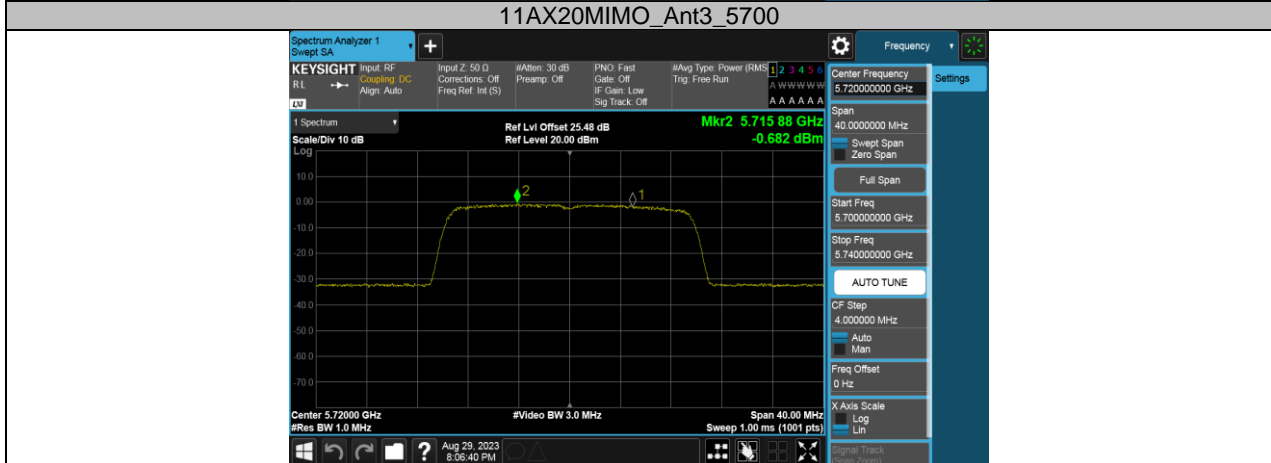 11AX20MIMO_Ant3_5700
Spectrum Analyzer 1
Swept SA
+
Frequency
KEYSIGHT
RL
LXI
Input: RF
Coupling: DC
Align: Auto
Input Z: 50 Ω
Corrections: Off
Freq Ref: Int (S)
#Atten: 30 dB
Preamp: Off
PNO: Fast
Gate: Off
IF Gain: Low
Sig Track: Off
#Avg Type: Power (RMS
Trig: Free Run
1 2 3 4 5 6
A W W W W W
A A A A A A
Center Frequency
5.720000000 GHz
Settings
1 Spectrum
Scale/Div 10 dB
Log
Ref Lvl Offset 25.48 dB
Ref Level 20.00 dBm
Mkr2 5.715 88 GHz
-0.682 dBm
Span
40.0000000 MHz
Swept Span
Zero Span
Full Span
Start Freq
5.700000000 GHz
Stop Freq
5.740000000 GHz
AUTO TUNE
CF Step
4.000000 MHz
Auto
Man
Freq Offset
0 Hz
X Axis Scale
Log
Lin
Signal Track
(Span Zoom)
10.0
0.00
-10.0
-20.0
-30.0
-40.0
-50.0
-60.0
-70.0
2
1
Center 5.72000 GHz
#Res BW 1.0 MHz
#Video BW 3.0 MHz
Span 40.00 MHz
Sweep 1.00 ms (1001 pts)
?
Aug 29, 2023
8:06:40 PM